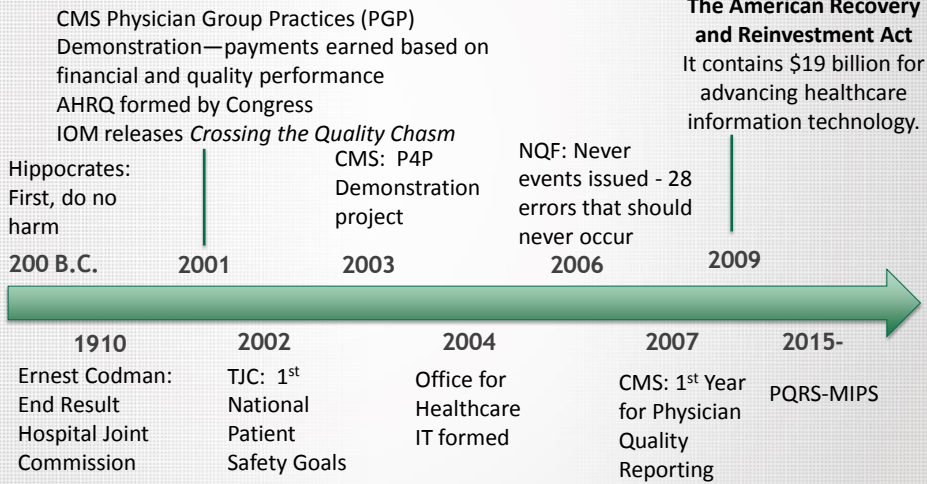 CMS Physician Group Practices (PGP)
Demonstration—payments earned based on
financial and quality performance
AHRQ formed by Congress
IOM releases Crossing the Quality Chasm
The American Recovery
and Reinvestment Act
It contains $19 billion for
advancing healthcare
information technology.
Hippocrates:
First, do no
harm
CMS: P4P
Demonstration
project
NQF: Never
events issued - 28
errors that should
never occur
200 B.C.
2001
2003
2006
2009
1910
2002
2004
2007
2015-
Ernest Codman:
End Result
Hospital Joint
Commission
TJC: 1st
National
Patient
Safety Goals
Office for
Healthcare
IT formed
CMS: 1st Year
for Physician
Quality
Reporting
PQRS-MIPS